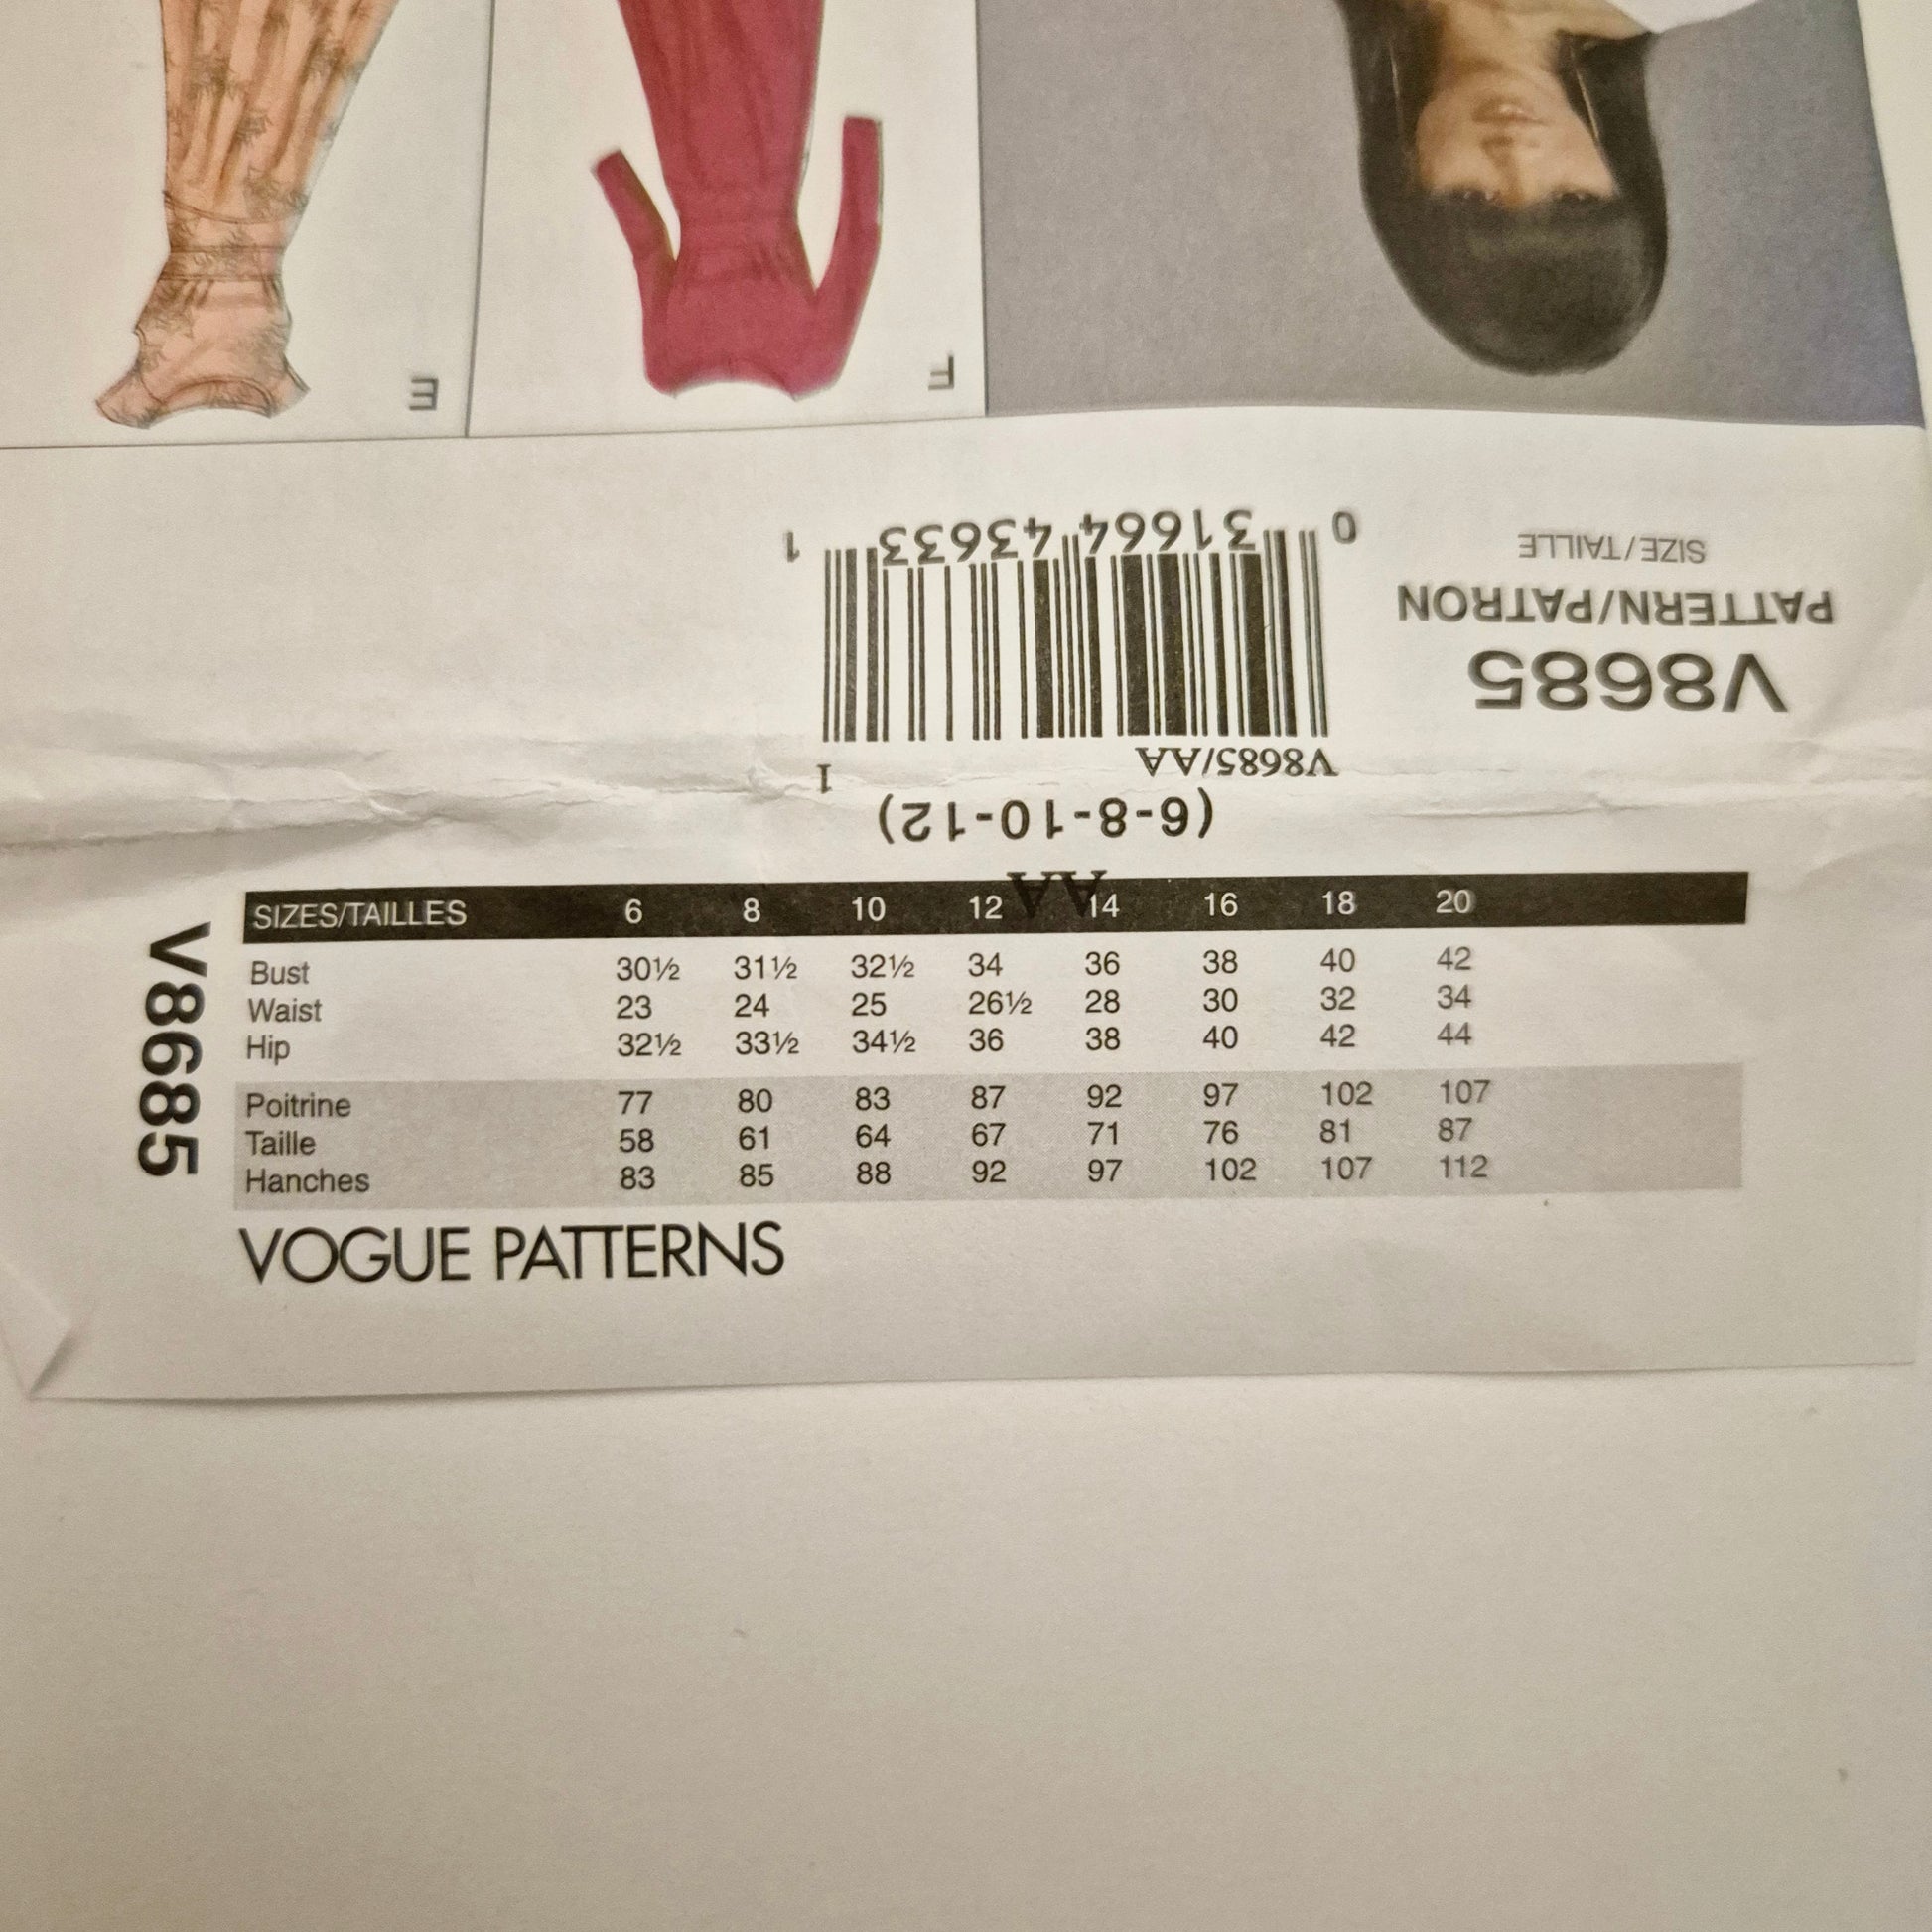 E
F
0 31664 43633 1
SIZE/TAILLE
PATTERN/PATRON
V8685
V8685/AA 1
(6-8-10-12)
AA
SIZES/TAILLES 6 8 10 12 14 16 18 20
Bust 30½ 31½ 32½ 34 36 38 40 42
Waist 23 24 25 26½ 28 30 32 34
Hip 32½ 33½ 34½ 36 38 40 42 44
Poitrine 77 80 83 87 92 97 102 107
Taille 58 61 64 67 71 76 81 87
Hanches 83 85 88 92 97 102 107 112
V8685
VOGUE PATTERNS